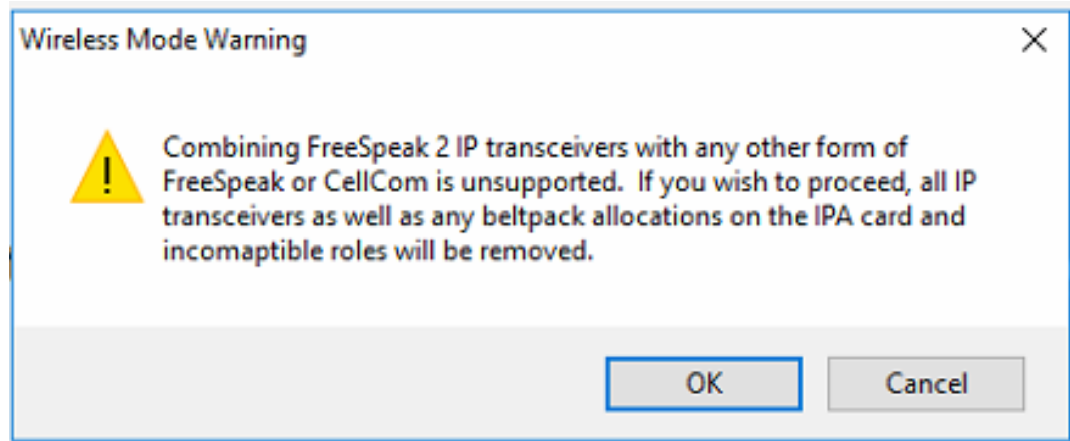 Wireless Mode Warning
Combining FreeSpeak 2 IP transceivers with any other form of
FreeSpeak or CellCom is unsupported.  If you wish to proceed, all IP
transceivers as well as any beltpack allocations on the IPA card and
incomaptible roles will be removed.
OK
Cancel